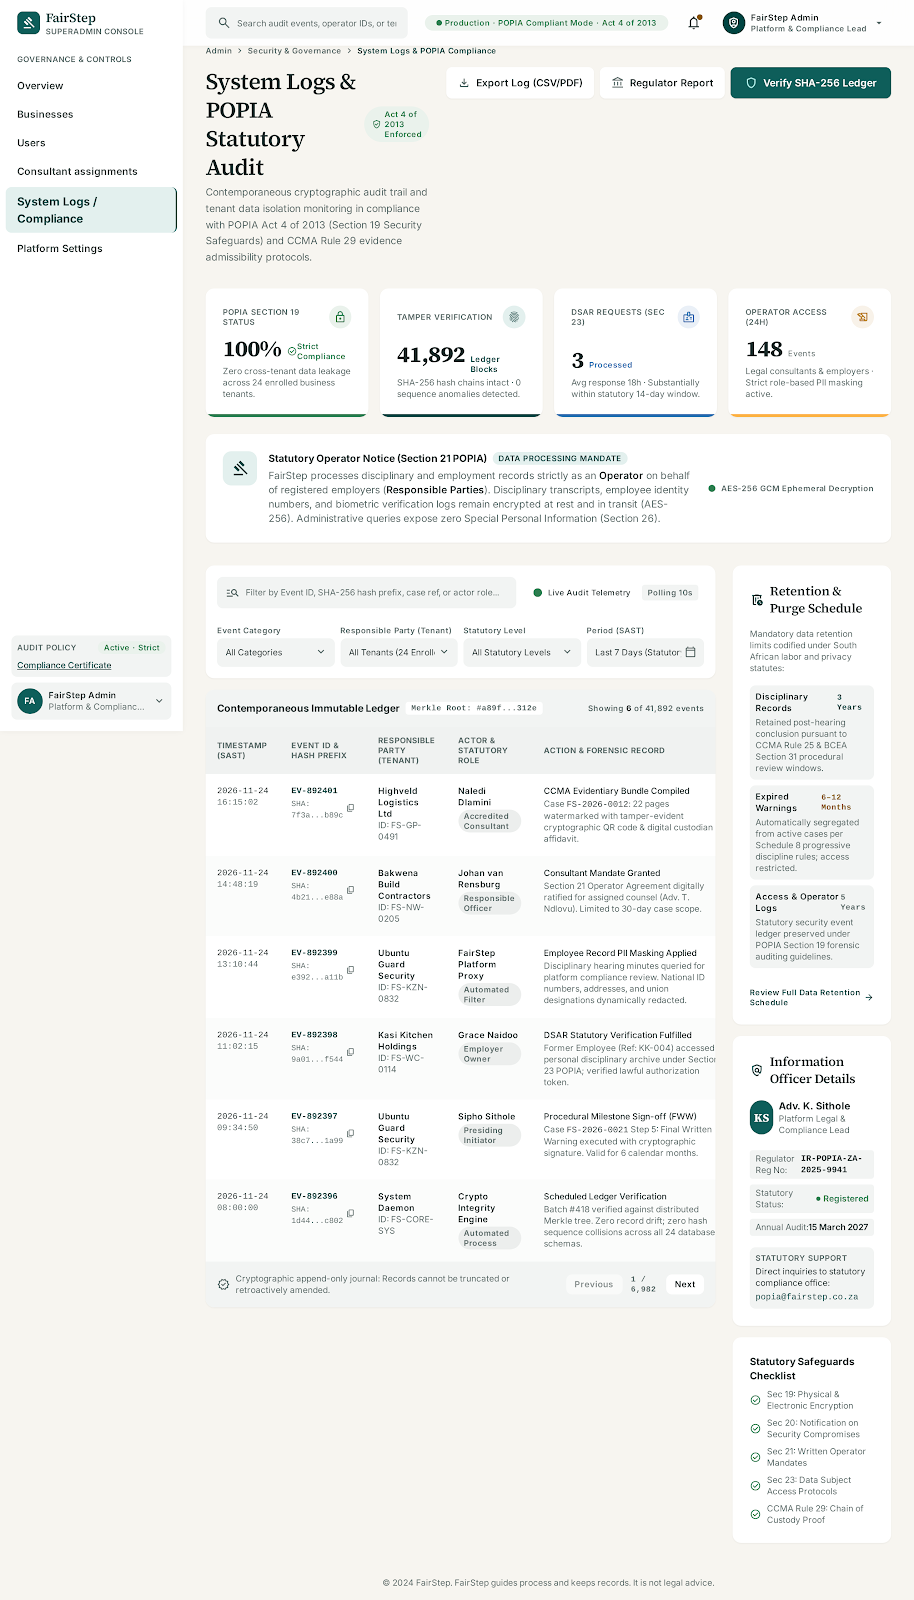 FairStep
SUPERADMIN CONSOLE
GOVERNANCE & CONTROLS
Overview
Businesses
Users
Consultant assignments
System Logs /
Compliance
Platform Settings
AUDIT POLICY
Active · Strict
Compliance Certificate
FA
FairStep Admin
Platform & Complianc...
Search audit events, operator IDs, or ter
Production · POPIA Compliant Mode · Act 4 of 2013
FairStep Admin
Platform & Compliance Lead
Admin > Security & Governance > System Logs & POPIA Compliance
System Logs &
POPIA
Statutory
Audit
Act 4 of
2013
Enforced
Contemporaneous cryptographic audit trail and
tenant data isolation monitoring in compliance
with POPIA Act 4 of 2013 (Section 19 Security
Safeguards) and CCMA Rule 29 evidence
admissibility protocols.
Export Log (CSV/PDF)
Regulator Report
Verify SHA-256 Ledger
POPIA SECTION 19
STATUS
100%
Strict
Compliance
Zero cross-tenant data leakage
across 24 enrolled business
tenants.
TAMPER VERIFICATION
41,892
Ledger
Blocks
SHA-256 hash chains intact · 0
sequence anomalies detected.
DSAR REQUESTS (SEC
23)
3 Processed
Avg response 18h · Substantially
within statutory 14-day window.
OPERATOR ACCESS
(24H)
148 Events
Legal consultants & employers ·
Strict role-based PII masking
active.
Statutory Operator Notice (Section 21 POPIA)
DATA PROCESSING MANDATE
FairStep processes disciplinary and employment records strictly as an Operator on behalf
of registered employers (Responsible Parties). Disciplinary transcripts, employee identity
numbers, and biometric verification logs remain encrypted at rest and in transit (AES-
256). Administrative queries expose zero Special Personal Information (Section 26).
AES-256 GCM Ephemeral Decryption
Filter by Event ID, SHA-256 hash prefix, case ref, or actor role...
Live Audit Telemetry
Polling 10s
Event Category
All Categories
Responsible Party (Tenant)
All Tenants (24 Enroll
Statutory Level
All Statutory Levels
Period (SAST)
Last 7 Days (Statutor
Contemporaneous Immutable Ledger
Merkle Root: #a89f...312e
Showing 6 of 41,892 events
TIMESTAMP
(SAST)
EVENT ID &
HASH PREFIX
RESPONSIBLE
PARTY
(TENANT)
ACTOR &
STATUTORY
ROLE
ACTION & FORENSIC RECORD
2026-11-24
16:15:02
EV-892401
SHA:
7f3a...b89c
Highveld
Logistics
Ltd
ID: FS-GP-
0491
Naledi
Dlamini
Accredited
Consultant
CCMA Evidentiary Bundle Compiled
Case FS-2026-0012: 22 pages
watermarked with tamper-evident
cryptographic QR code & digital custodian
affidavit.
2026-11-24
14:48:19
EV-892400
SHA:
4b21...e88a
Bakwena
Build
Contractors
ID: FS-NW-
0205
Johan van
Rensburg
Responsible
Officer
Consultant Mandate Granted
Section 21 Operator Agreement digitally
ratified for assigned counsel (Adv. T.
Ndlovu). Limited to 30-day case scope.
2026-11-24
13:10:44
EV-892399
SHA:
e392...a11b
Ubuntu
Guard
Security
ID: FS-KZN-
0832
FairStep
Platform
Proxy
Automated
Filter
Employee Record PII Masking Applied
Disciplinary hearing minutes queried for
platform compliance review. National ID
numbers, addresses, and union
designations dynamically redacted.
2026-11-24
11:02:15
EV-892398
SHA:
9a01...f544
Kasi Kitchen
Holdings
ID: FS-WC-
0114
Grace Naidoo
Employer
Owner
DSAR Statutory Verification Fulfilled
Former Employee (Ref: KK-004) accessed
personal disciplinary archive under Section
23 POPIA; verified lawful authorization
token.
2026-11-24
09:34:50
EV-892397
SHA:
38c7...1a99
Ubuntu
Guard
Security
ID: FS-KZN-
0832
Sipho Sithole
Presiding
Initiator
Procedural Milestone Sign-off (FWW)
Case FS-2026-0021 Step 5: Final Written
Warning executed with cryptographic
signature. Valid for 6 calendar months.
2026-11-24
08:00:00
EV-892396
SHA:
1d44...c802
System
Daemon
ID: FS-CORE-
SYS
Crypto
Integrity
Engine
Automated
Process
Scheduled Ledger Verification
Batch #418 verified against distributed
Merkle tree. Zero record drift; zero hash
sequence collisions across all 24 database
schemas.
Cryptographic append-only journal: Records cannot be truncated or
retroactively amended.
Previous
1 /
6,982
Next
Retention &
Purge Schedule
Mandatory data retention
limits codified under South
African labor and privacy
statutes:
Disciplinary
Records
3
Years
Retained post-hearing
conclusion pursuant to
CCMA Rule 25 & BCEA
Section 31 procedural
review windows.
Expired
Warnings
6–12
Months
Automatically segregated
from active cases per
Schedule 8 progressive
discipline rules; access
restricted.
Access & Operator
Logs
5
Years
Statutory security event
ledger preserved under
POPIA Section 19 forensic
auditing guidelines.
Review Full Data Retention
Schedule
Information
Officer Details
KS
Adv. K. Sithole
Platform Legal &
Compliance Lead
Regulator
Reg No:
IR-POPIA-ZA-
2025-9941
Statutory
Status:
Registered
Annual Audit: 15 March 2027
STATUTORY SUPPORT
Direct inquiries to statutory
compliance office:
popia@fairstep.co.za
Statutory Safeguards
Checklist
Sec 19: Physical &
Electronic Encryption
Sec 20: Notification on
Security Compromises
Sec 21: Written Operator
Mandates
Sec 23: Data Subject
Access Protocols
CCMA Rule 29: Chain of
Custody Proof
© 2024 FairStep. FairStep guides process and keeps records. It is not legal advice.